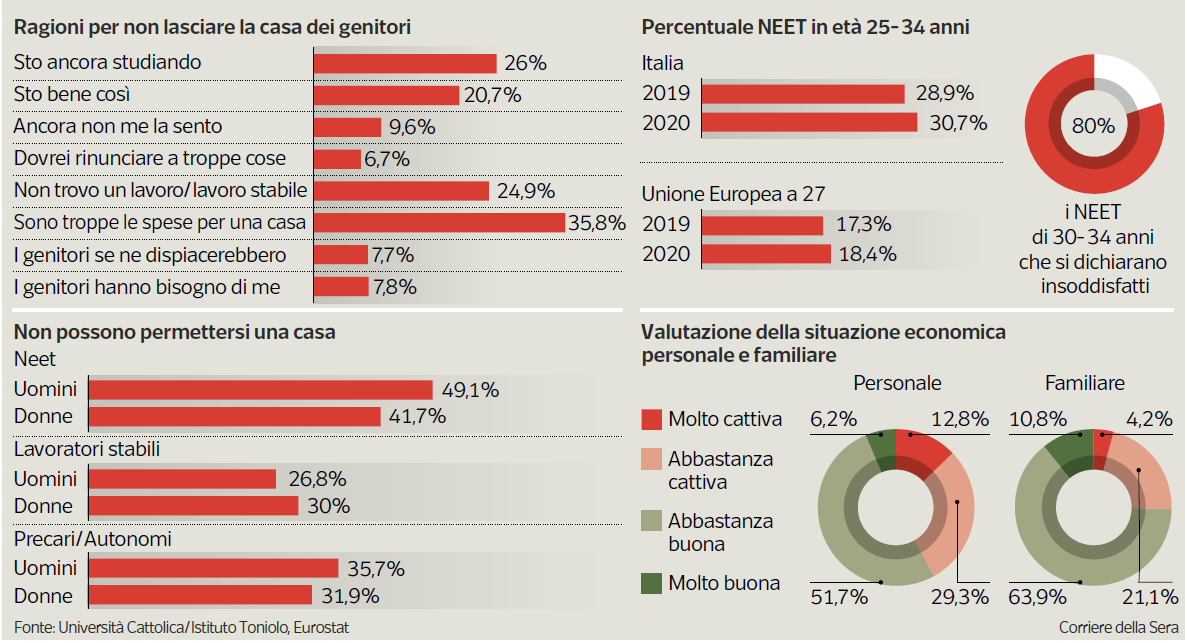 Ragioni per non lasciare la casa dei genitori
Sto ancora studiando 26%
Sto bene così 20,7%
Ancora non me la sento 9,6%
Dovrei rinunciare a troppe cose 6,7%
Non trovo un lavoro/lavoro stabile 24,9%
Sono troppe le spese per una casa 35,8%
I genitori se ne dispiacerebbero 7,7%
I genitori hanno bisogno di me 7,8%
Percentuale NEET in età 25-34 anni
Italia
2019 28,9%
2020 30,7%
Unione Europea a 27
2019 17,3%
2020 18,4%
80%
i NEET
di 30-34 anni
che si dichiarano
insoddisfatti
Non possono permettersi una casa
Neet
Uomini 49,1%
Donne 41,7%
Lavoratori stabili
Uomini 26,8%
Donne 30%
Precari/Autonomi
Uomini 35,7%
Donne 31,9%
Valutazione della situazione economica
personale e familiare
Molto cattiva
Abbastanza
cattiva
Abbastanza
buona
Molto buona
Personale
6,2% 12,8%
51,7% 29,3%
Familiare
10,8% 4,2%
63,9% 21,1%
Fonte: Università Cattolica/Istituto Toniolo, Eurostat
Corriere della Sera